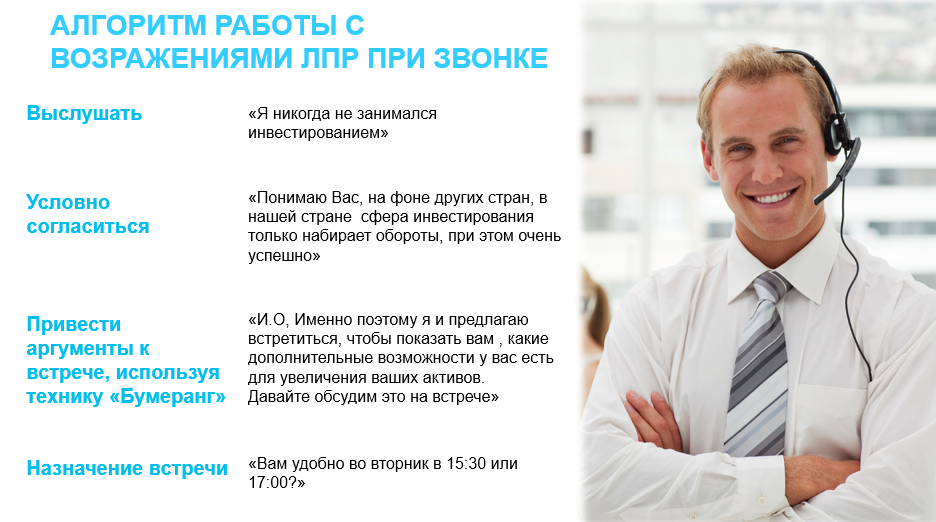 АЛГОРИТМ РАБОТЫ С
ВОЗРАЖЕНИЯМИ ЛПР ПРИ ЗВОНКЕ
Выслушать
«Я никогда не занимался
инвестированием»
Условно
согласиться
«Понимаю Вас, на фоне других стран, в
нашей стране  сфера инвестирования
только набирает обороты, при этом очень
успешно»
Привести
аргументы к
встрече, используя
технику «Бумеранг»
«И.О, Именно поэтому я и предлагаю
встретиться, чтобы показать вам , какие
дополнительные возможности у вас есть
для увеличения ваших активов.
Давайте обсудим это на встрече»
Назначение встречи
«Вам удобно во вторник в 15:30 или
17:00?»